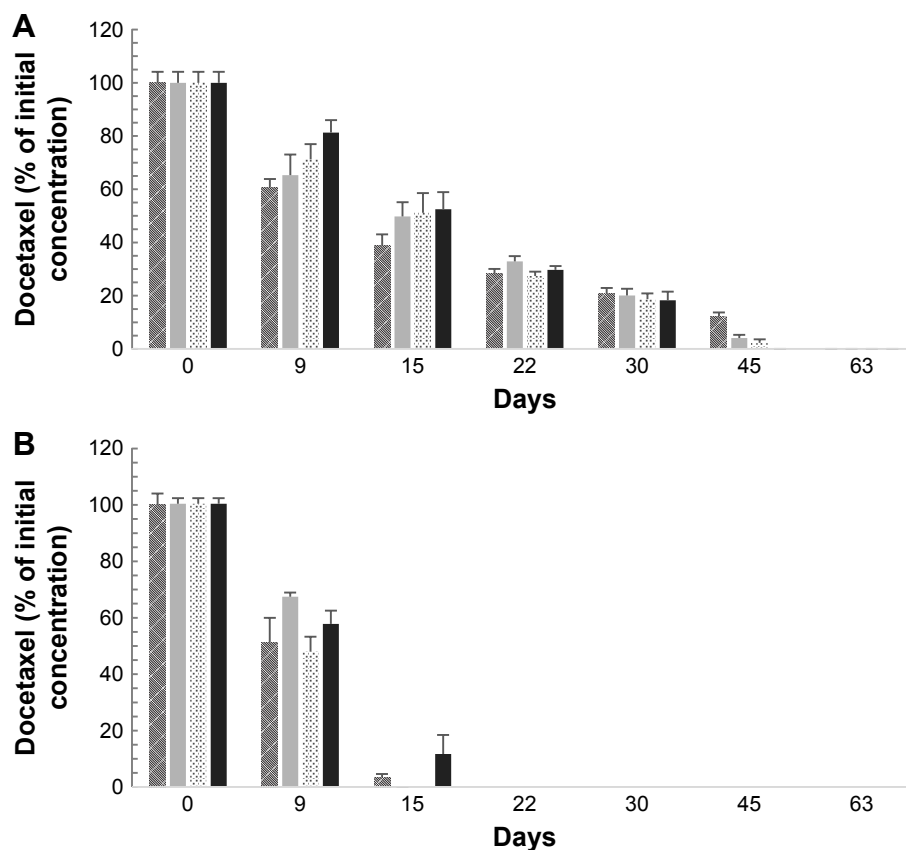 A
Docetaxel (% of initial
concentration)
120
100
80
60
40
20
0
0 9 15 22 30 45 63
Days
B
Docetaxel (% of initial
concentration)
120
100
80
60
40
20
0
0 9 15 22 30 45 63
Days